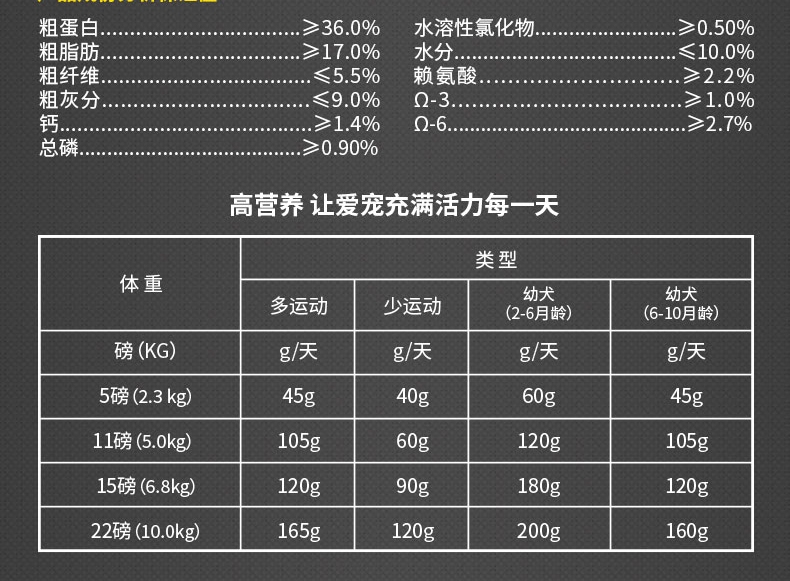 粗蛋白..................................≥36.0%
粗脂肪..................................≥17.0%
粗纤维....................................≤5.5%
粗灰分...................................≤9.0%
钙...........................................≥1.4%
总磷......................................≥0.90%
水溶性氯化物........................≥0.50%
水分......................................≤10.0%
赖氨酸.............................≥2.2%
Ω-3.................................≥1.0%
Ω-6.........................................≥2.7%
高营养 让爱宠充满活力每一天
体重 类型
多运动 少运动 幼犬（2-6月龄） 幼犬（6-10月龄）
磅（KG） g/天 g/天 g/天 g/天
5磅（2.3 kg） 45g 40g 60g 45g
11磅（5.0kg） 105g 60g 120g 105g
15磅（6.8kg） 120g 90g 180g 120g
22磅（10.0kg） 165g 120g 200g 160g